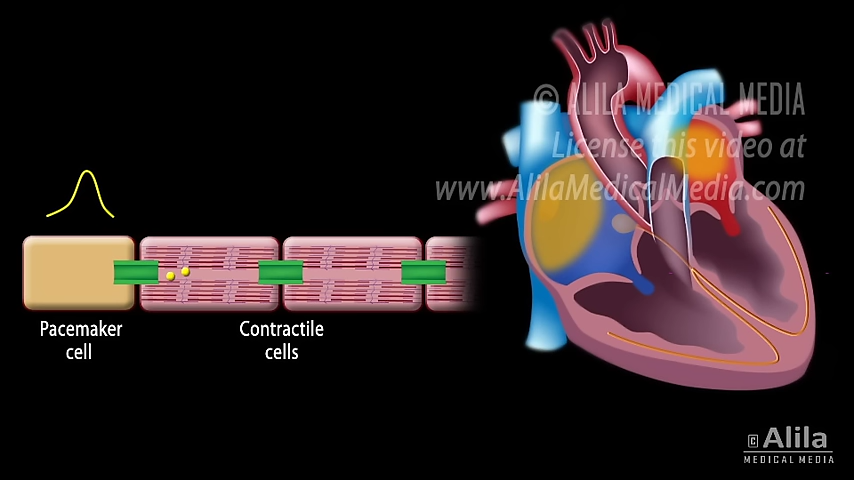 © ALILA MEDICAL MEDIA
License this video at
www.AlilaMedicalMedia.com
Pacemaker
cell
Contractile
cells
© Alila
MEDICAL MEDIA